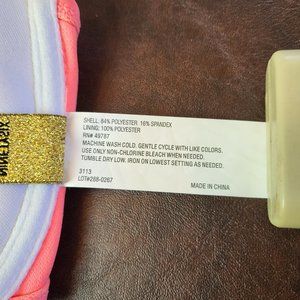 SHELL: 84% POLYESTER 16% SPANDEX
LINING: 100% POLYESTER
RN# 49787
MACHINE WASH COLD. GENTLE CYCLE WITH LIKE COLORS.
USE ONLY NON-CHLORINE BLEACH WHEN NEEDED.
TUMBLE DRY LOW. IRON ON LOWEST SETTING AS NEEDED.
3113
LOT#268-0267
MADE IN CHINA